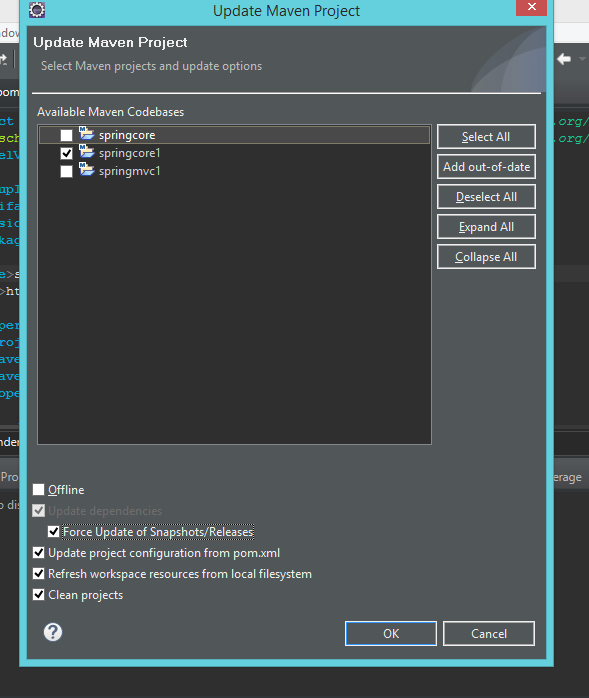 Update Maven Project
Update Maven Project
Select Maven projects and update options
Available Maven Codebases
springcore
springcore1
springmvc1
Select All
Add out-of-date
Deselect All
Expand All
Collapse All
Offline
Update dependencies
Force Update of Snapshots/Releases
Update project configuration from pom.xml
Refresh workspace resources from local filesystem
Clean projects
OK
Cancel